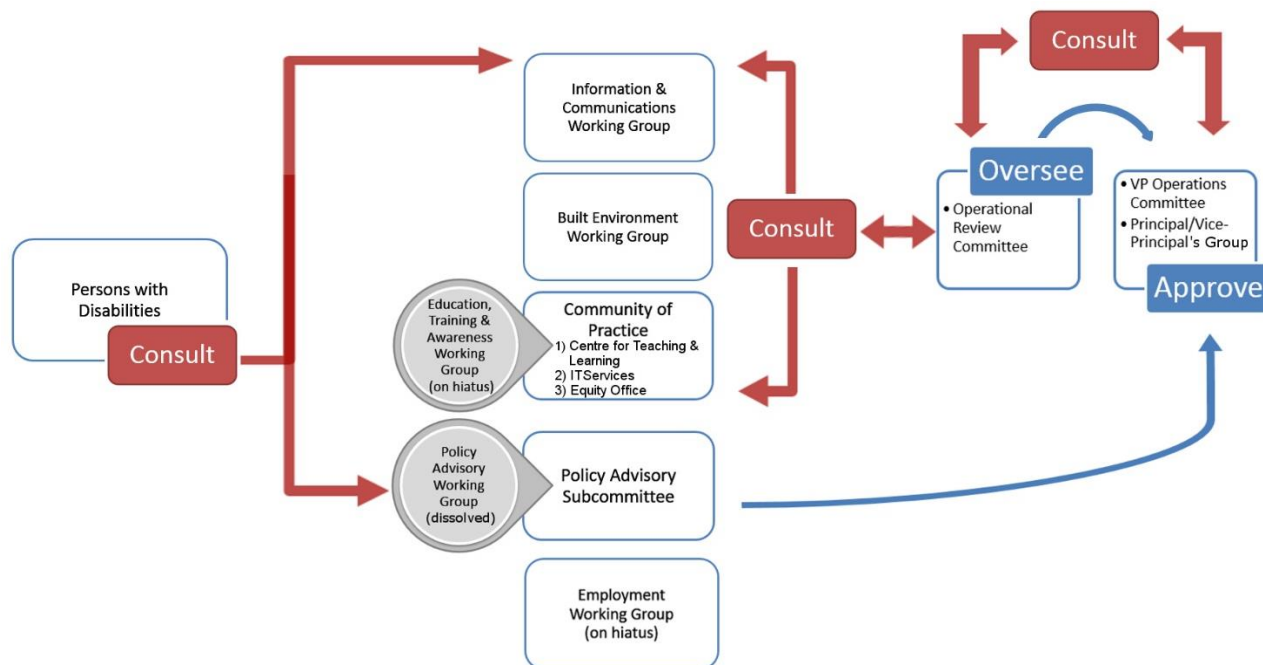 Persons with
Disabilities
Consult
Information &
Communications
Working Group
Built Environment
Working Group
Education,
Training &
Awareness
Working
Group
(on hiatus)
Community of
Practice
1) Centre for Teaching &
Learning
2) ITServices
3) Equity Office
Policy
Advisory
Working
Group
(dissolved)
Policy Advisory
Subcommittee
Employment
Working Group
(on hiatus)
Consult
Consult
Oversee
• Operational
Review
Committee
• VP Operations
Committee
• Principal/Vice-
Principal's Group
Approve